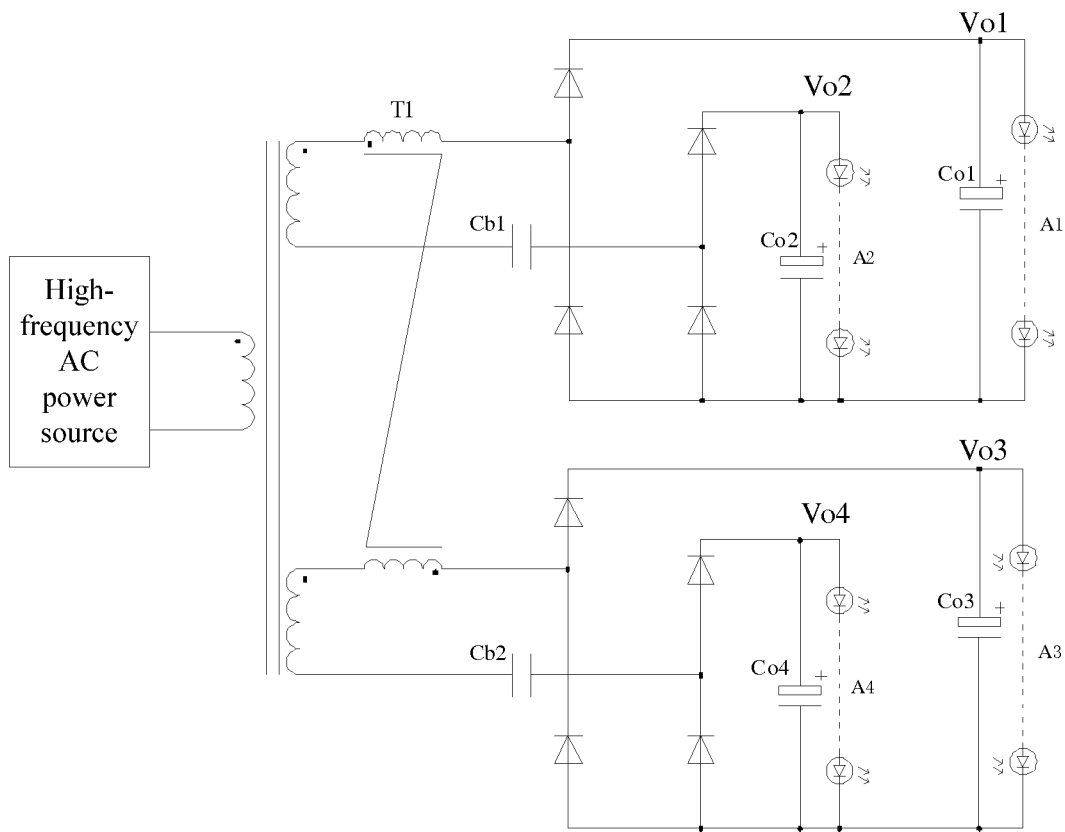 Vo1
Vo2
T1
Co1
A1
Cb1
Co2
A2
High-
frequency
AC
power
source
+
+
Vo3
Vo4
Co3
A3
Cb2
Co4
A4
+
+